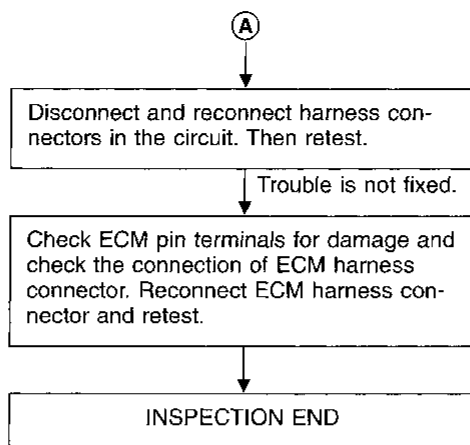 A
Disconnect and reconnect harness con-
nectors in the circuit. Then retest.
Trouble is not fixed.
Check ECM pin terminals for damage and
check the connection of ECM harness
connector. Reconnect ECM harness con-
nector and retest.
INSPECTION END